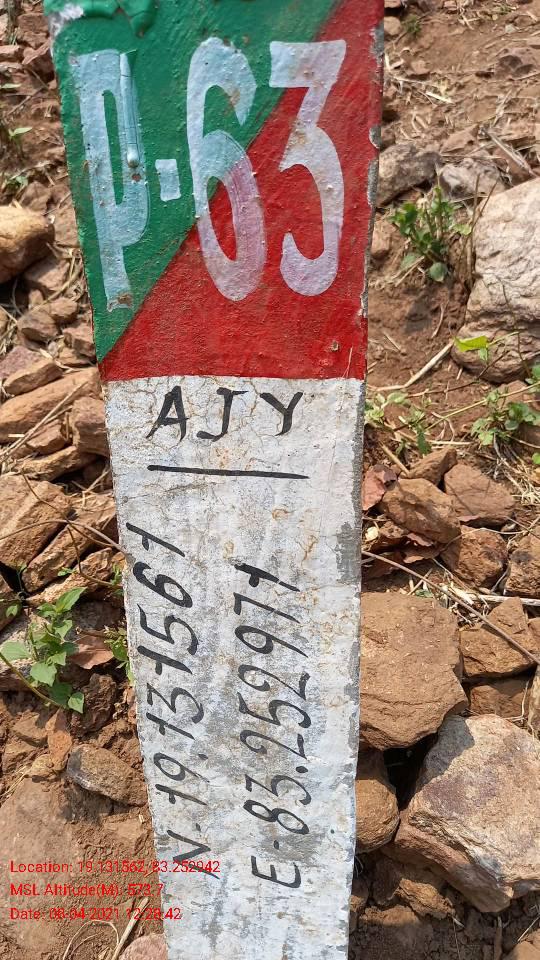 P-63
AJY
N.19.131561
E-83.252971
Location: 19.131562, 83.252942
MSL Altitude(M): 573.7
Date: 08-04-2021 12:28:42